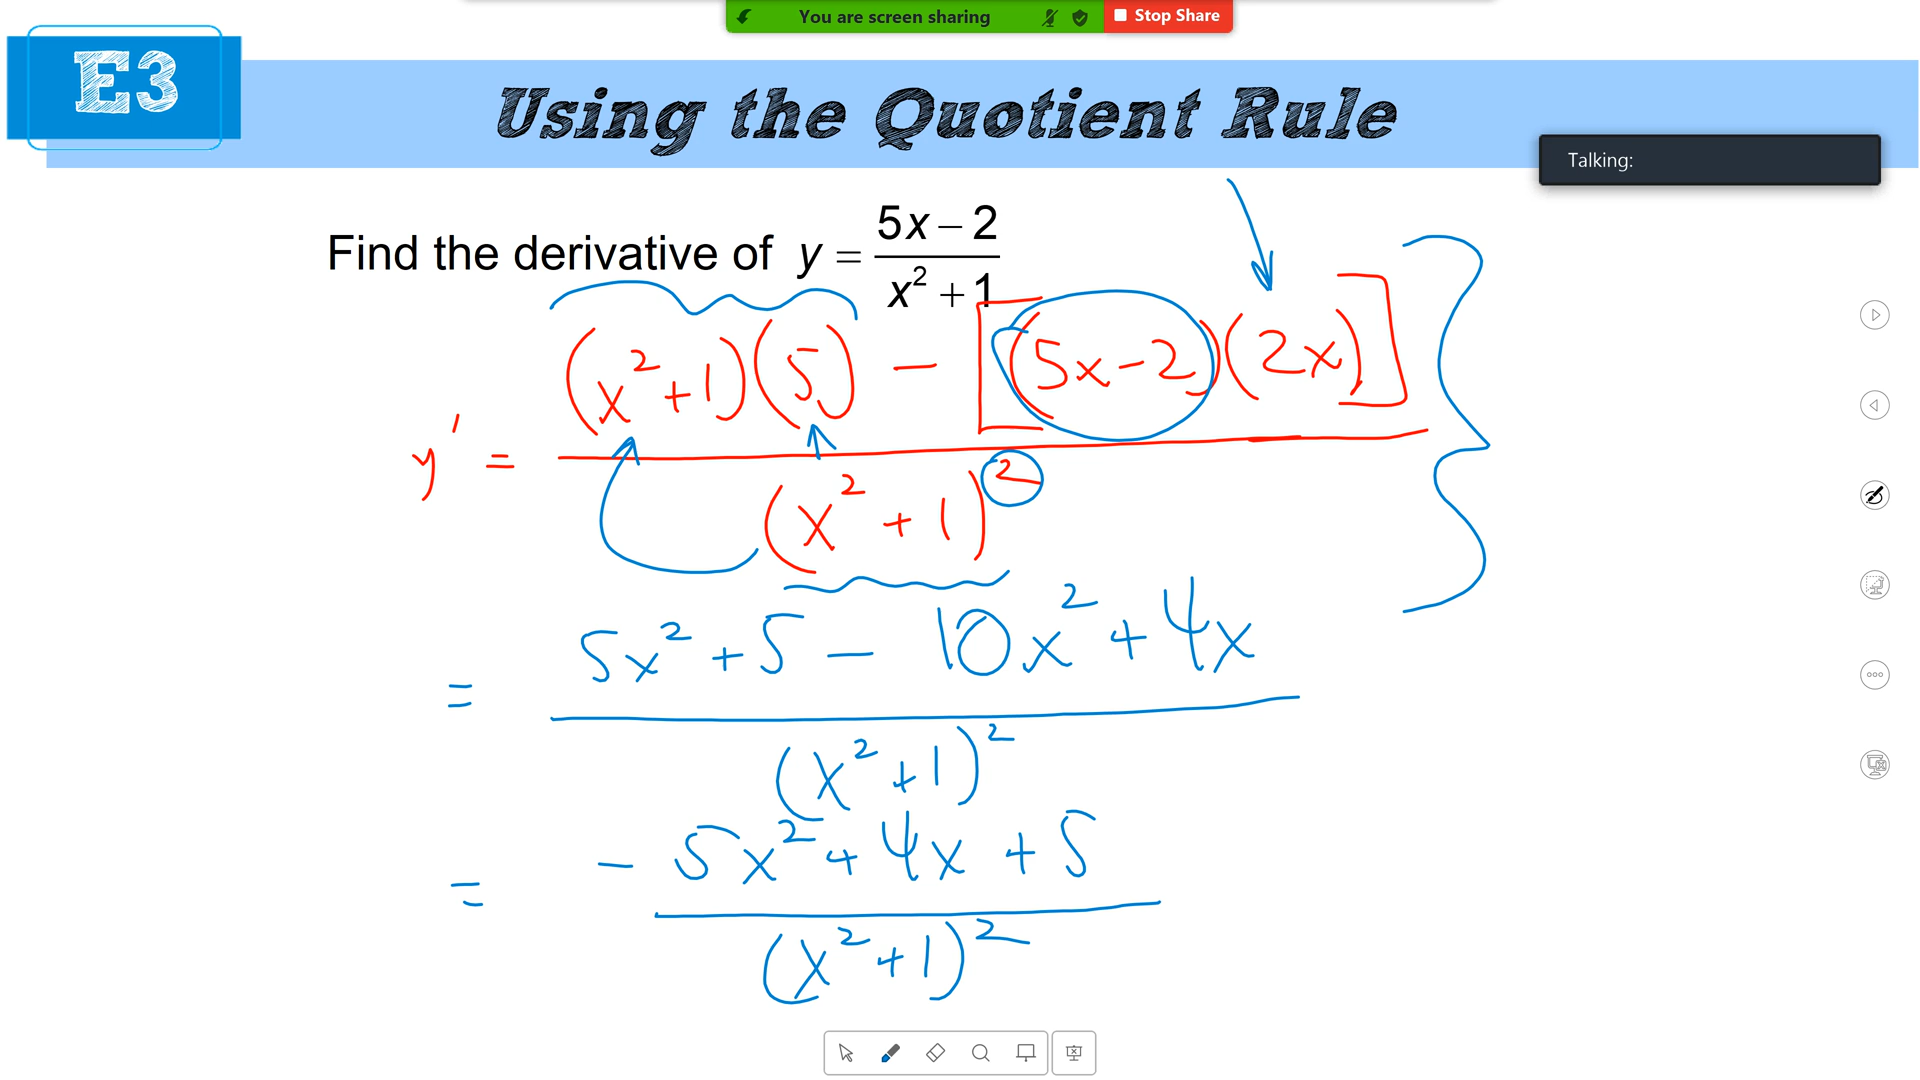 You are screen sharing Stop Share
E3
Using the Quotient Rule
Talking:
Find the derivative of y = (5x − 2)/(x² + 1)
y' = ((x² + 1)(5) − [(5x − 2)(2x)])/(x² + 1)²
= (5x² + 5 − 10x² + 4x)/(x² + 1)²
= (−5x² + 4x + 5)/(x² + 1)²